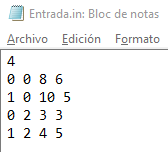 Entrada.in: Bloc de notas
Archivo Edición Formato
4
0 0 8 6
1 0 10 5
0 2 3 3
1 2 4 5